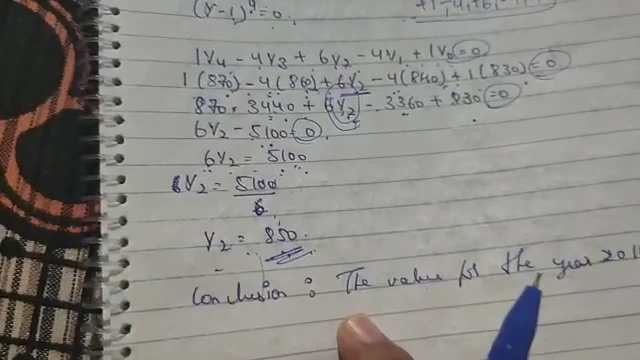 (Y-1)⁴=0
1Y₄ - 4Y₃ + 6Y₂ - 4Y₁ + 1Y₀ = 0
1(870) - 4(860) + 6Y₂ - 4(840) + 1(830) = 0
870 - 3440 + 6Y₂ - 3360 + 830 = 0
6Y₂ - 5100 = 0
6Y₂ = 5100
6Y₂ = 5100
6
Y₂ = 850
Conclusion : The value for the year